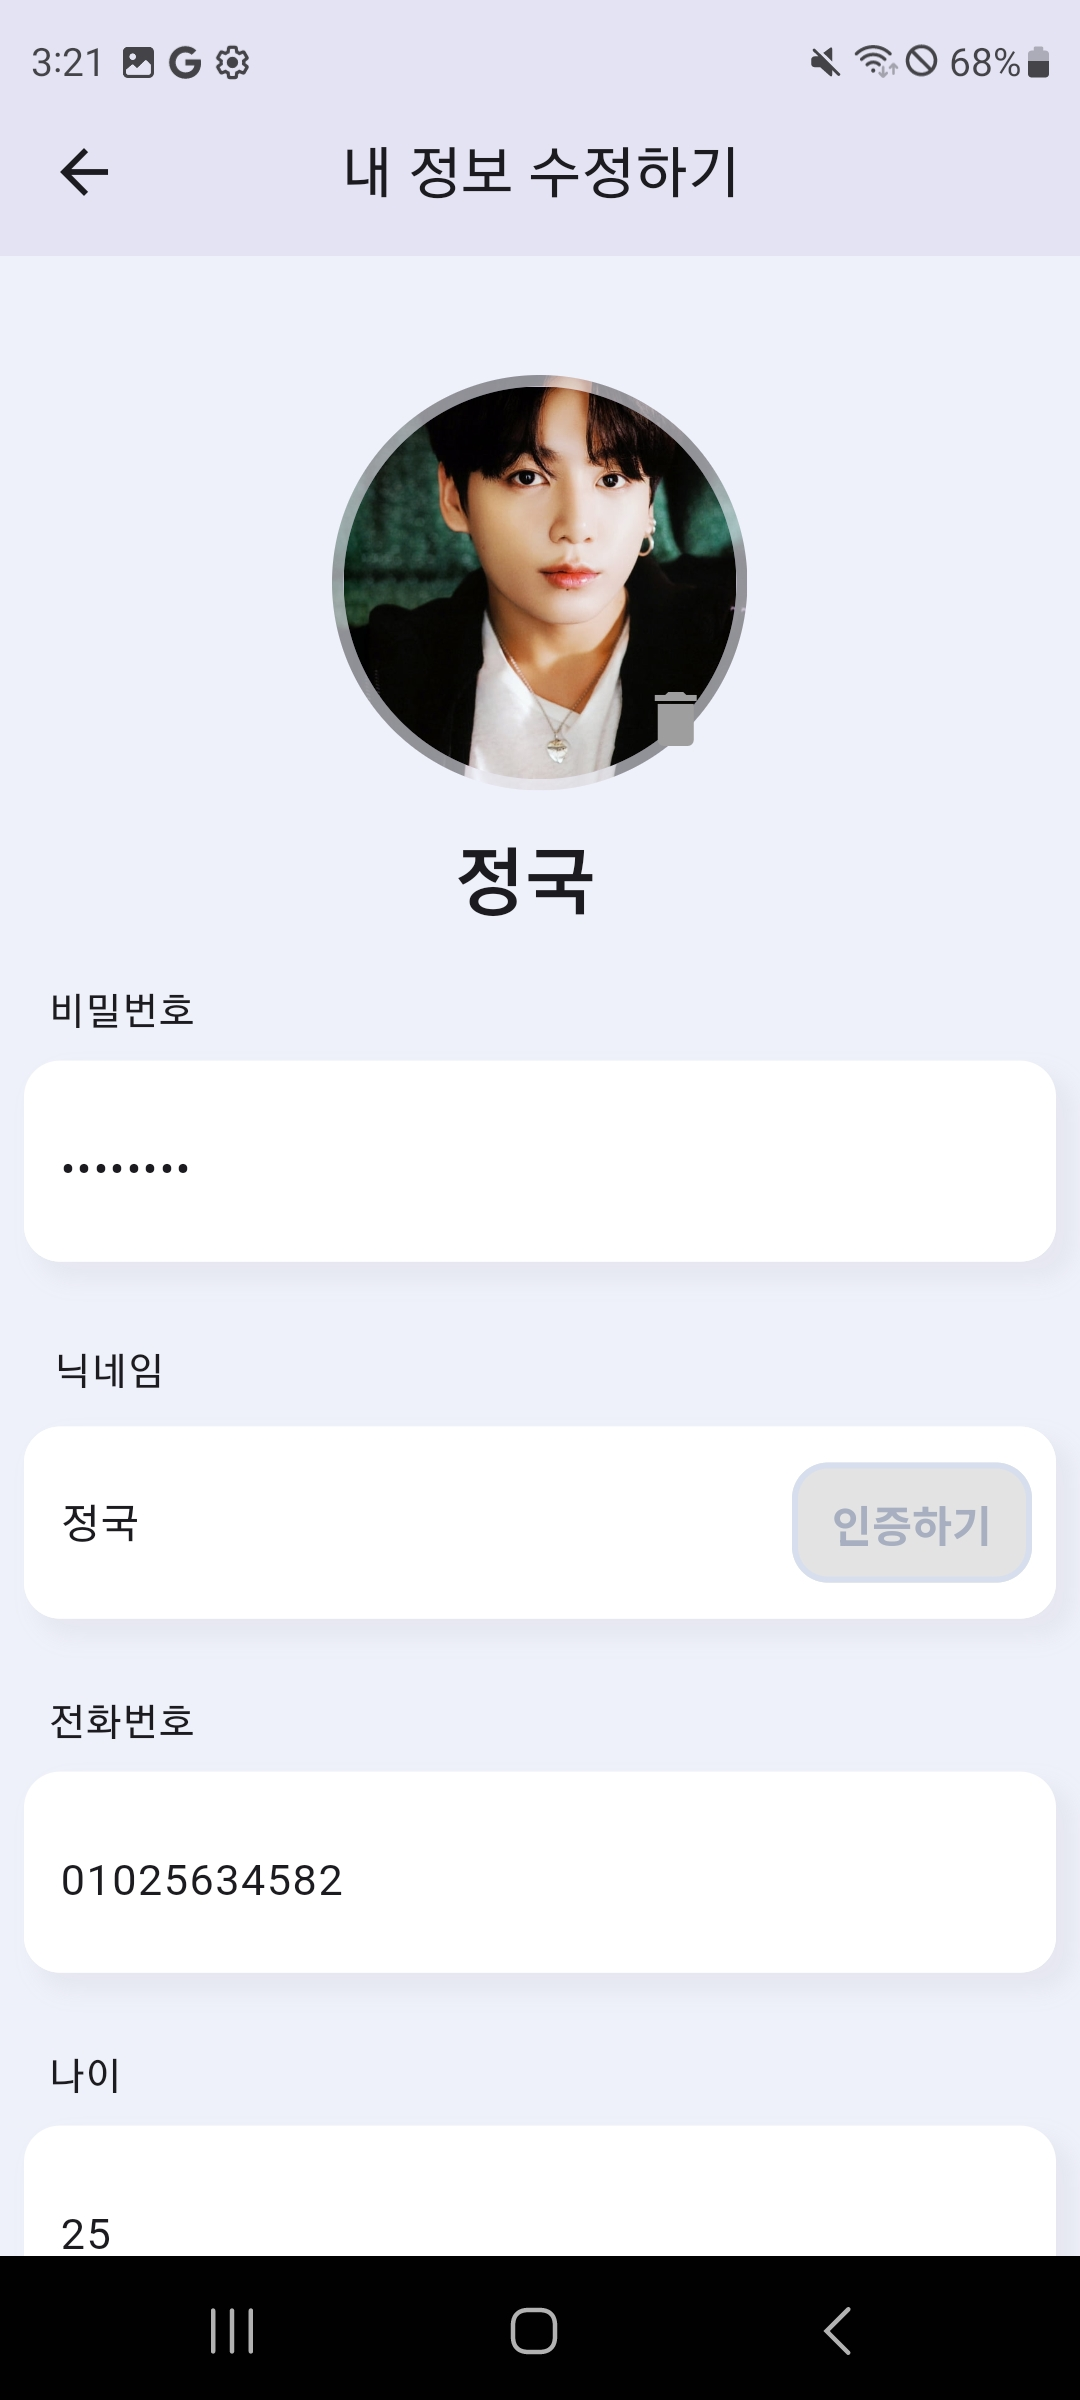 3:21
68%
내 정보 수정하기
정국
비밀번호
••••••••
닉네임
정국
인증하기
전화번호
01025634582
나이
25